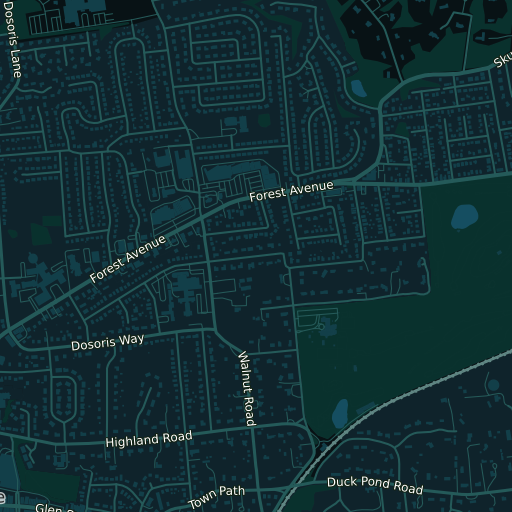 Dosoris Lane
Forest Avenue
Forest Avenue
Dosoris Way
Walnut Road
Highland Road
Duck Pond Road
Town Path